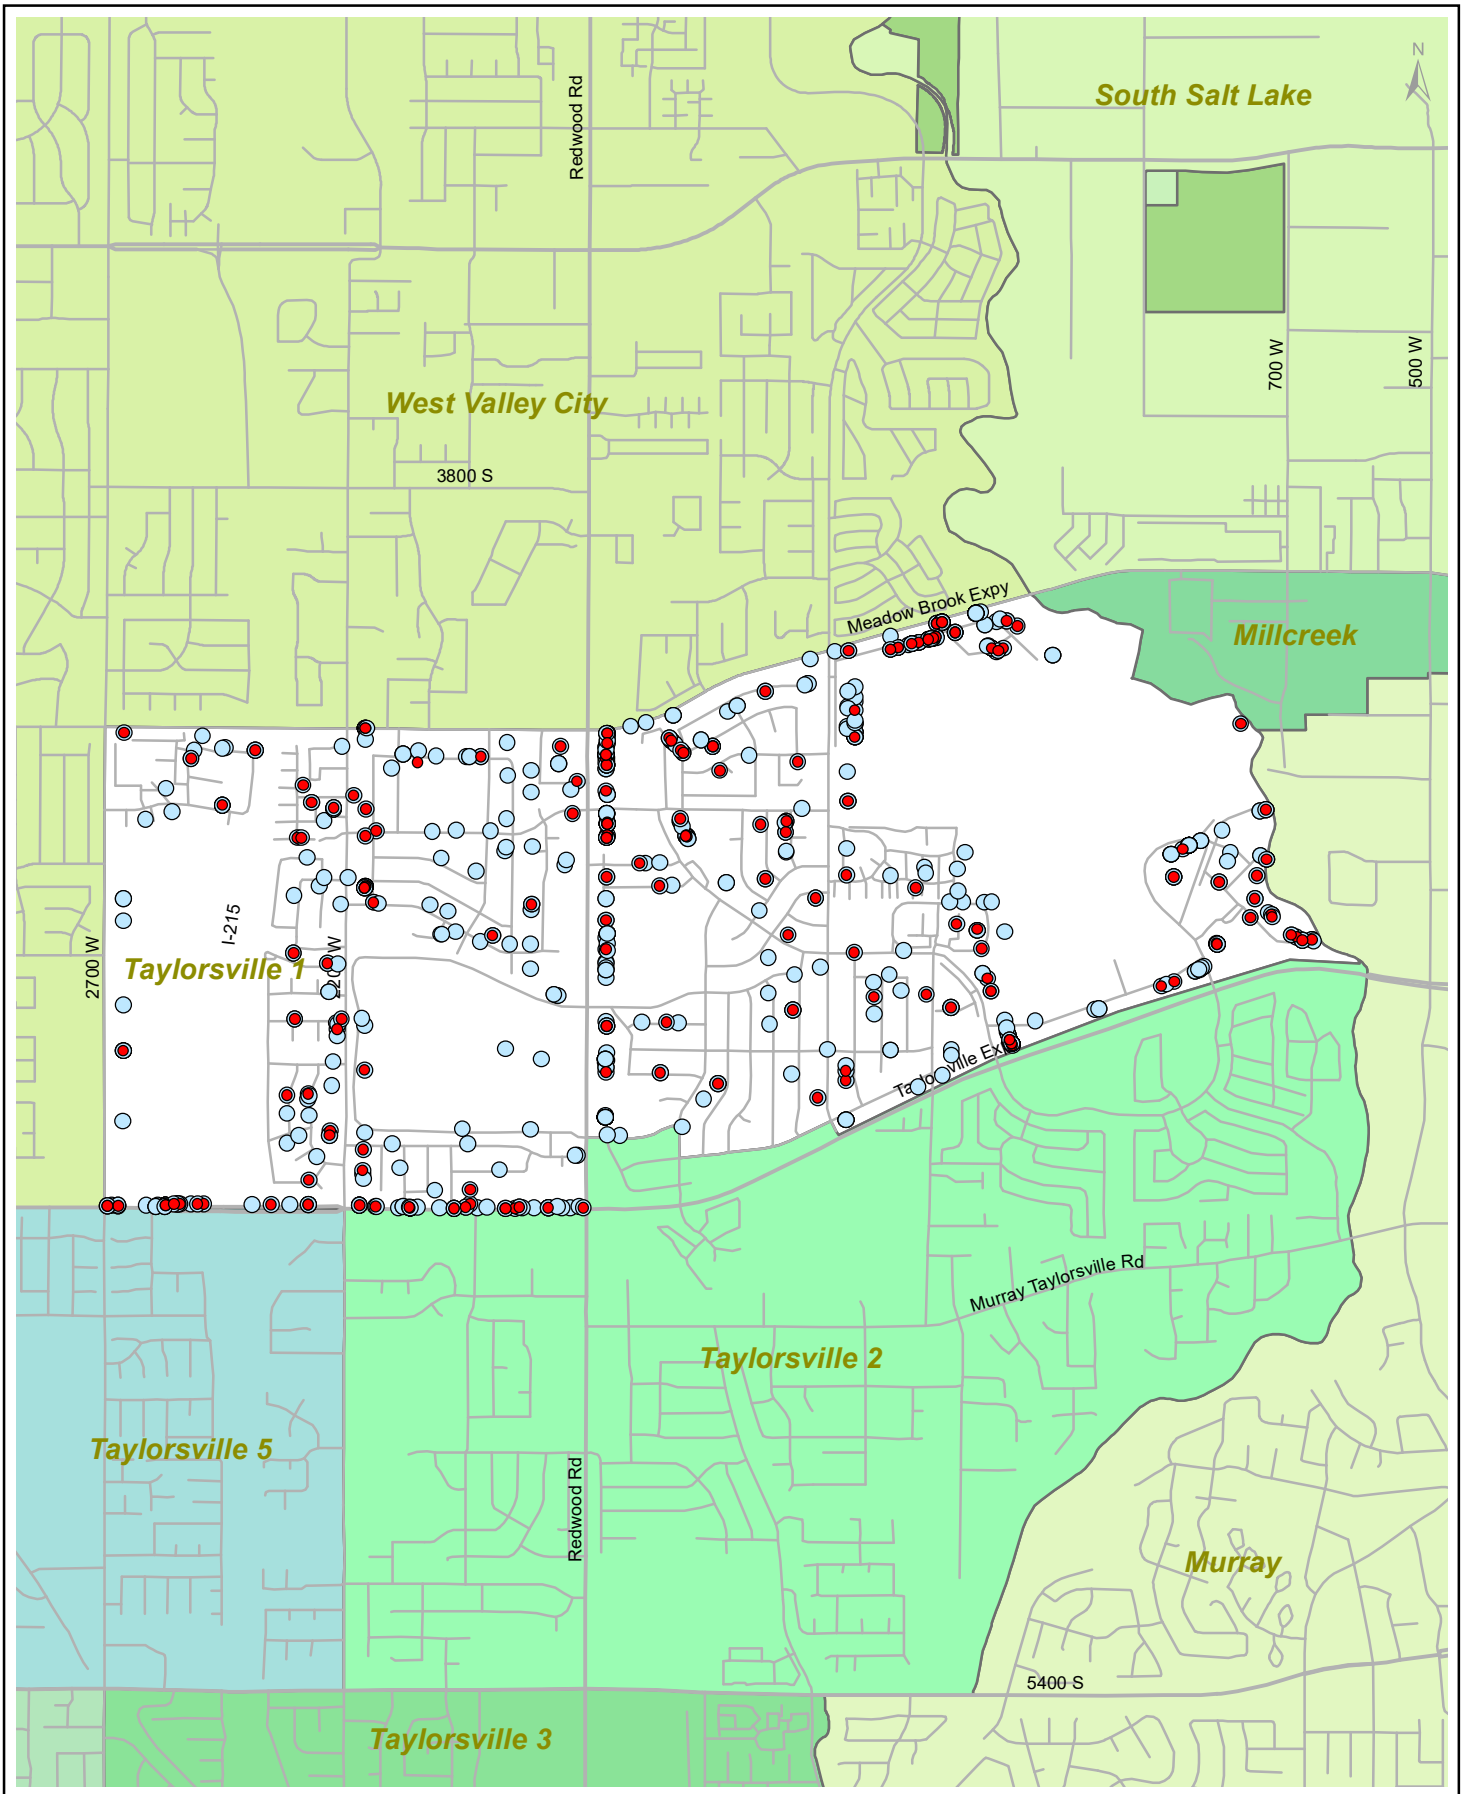 N
South Salt Lake
Redwood Rd
700 W
500 W
West Valley City
3800 S
Meadow Brook Expy
Millcreek
I-215
2700 W
Taylorsville 1
Murray Taylorsville Rd
Taylorsville 2
Taylorsville 5
Redwood Rd
Murray
5400 S
Taylorsville 3